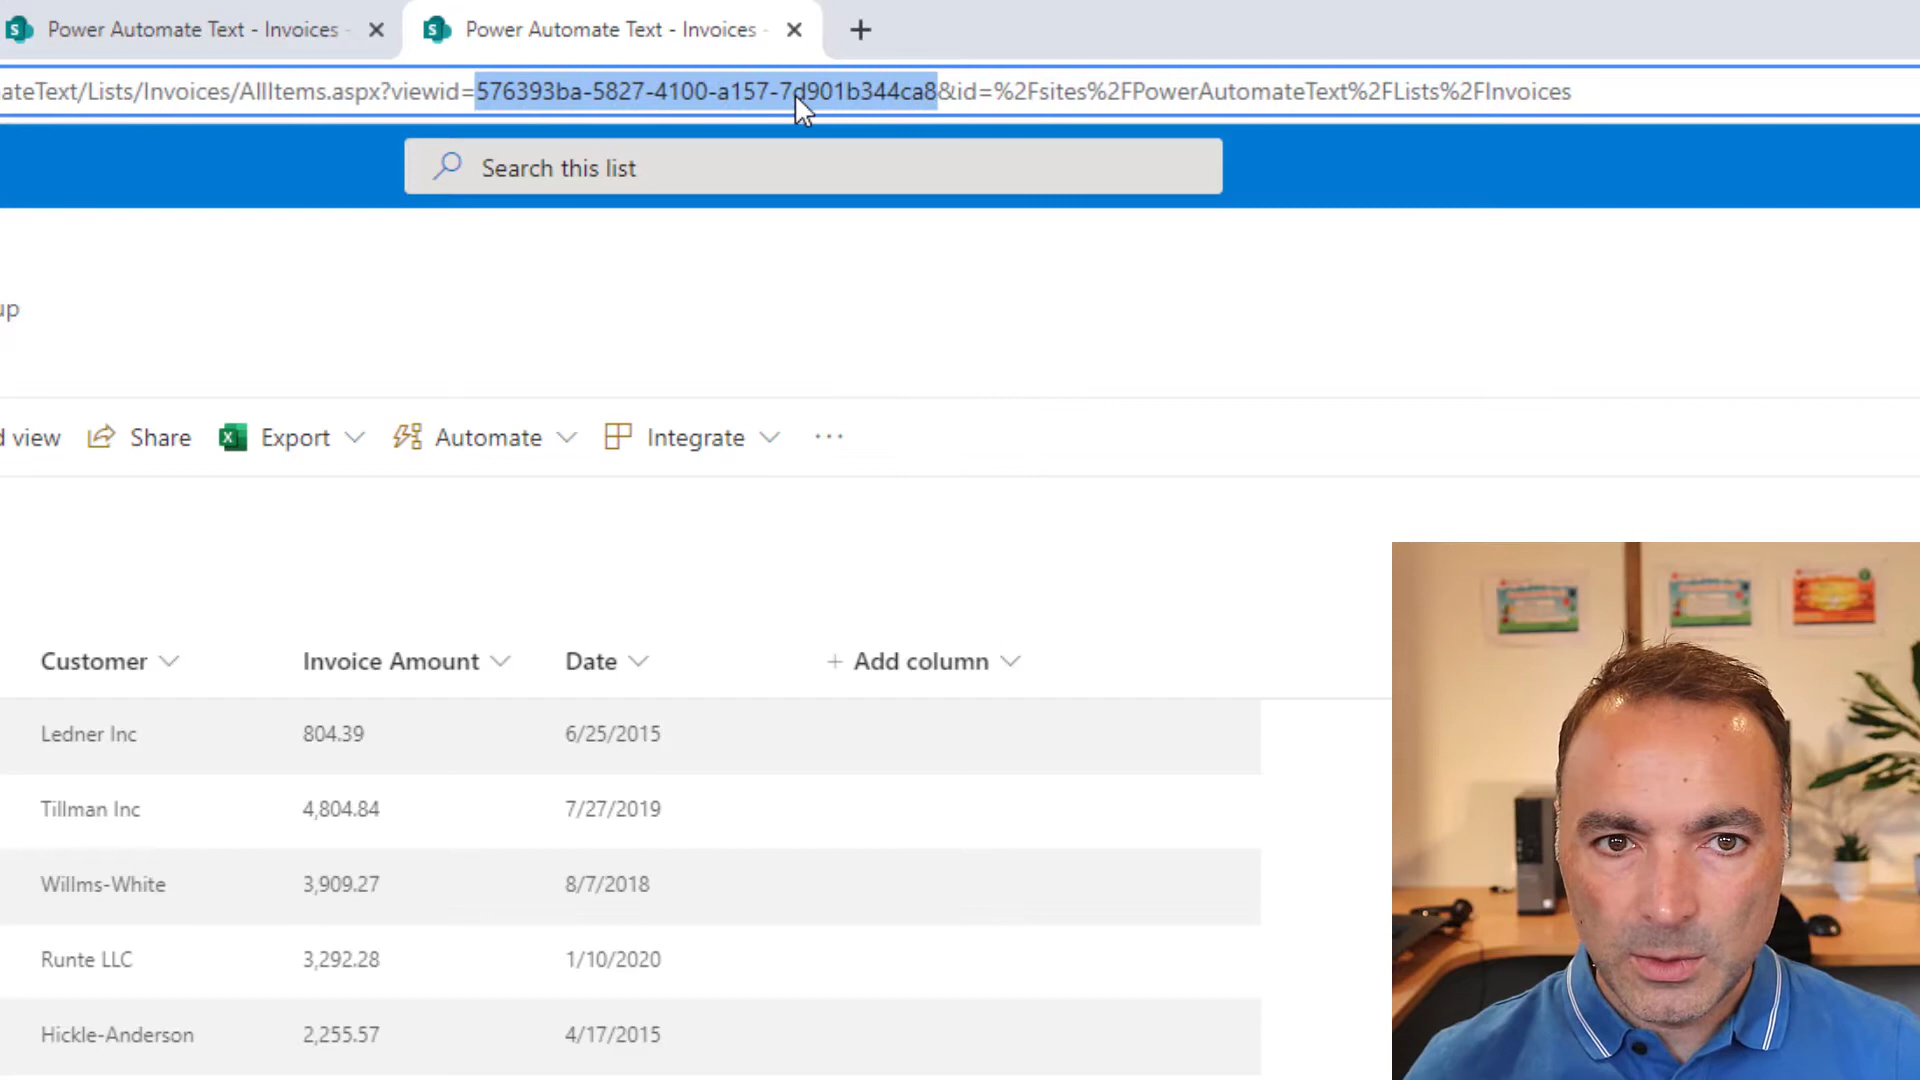 Power Automate Text - Invoices -
Power Automate Text - Invoices -
ateText/Lists/Invoices/AllItems.aspx?viewid=576393ba-5827-4100-a157-7d901b344ca8&id=%2Fsites%2FPowerAutomateText%2FLists%2FInvoices
Search this list
up
d view Share Export Automate Integrate ...
Customer Invoice Amount Date + Add column
Ledner Inc 804.39 6/25/2015
Tillman Inc 4,804.84 7/27/2019
Willms-White 3,909.27 8/7/2018
Runte LLC 3,292.28 1/10/2020
Hickle-Anderson 2,255.57 4/17/2015